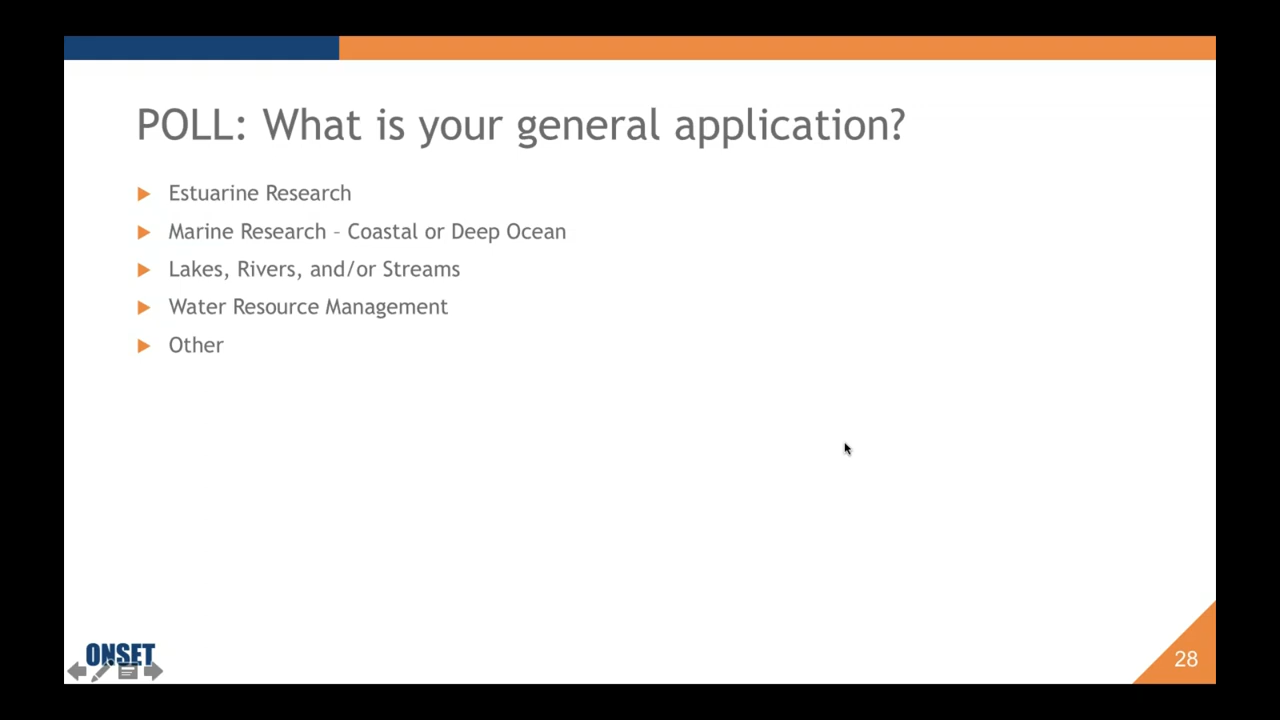 POLL: What is your general application?
Estuarine Research
Marine Research – Coastal or Deep Ocean
Lakes, Rivers, and/or Streams
Water Resource Management
Other
ONSET
28